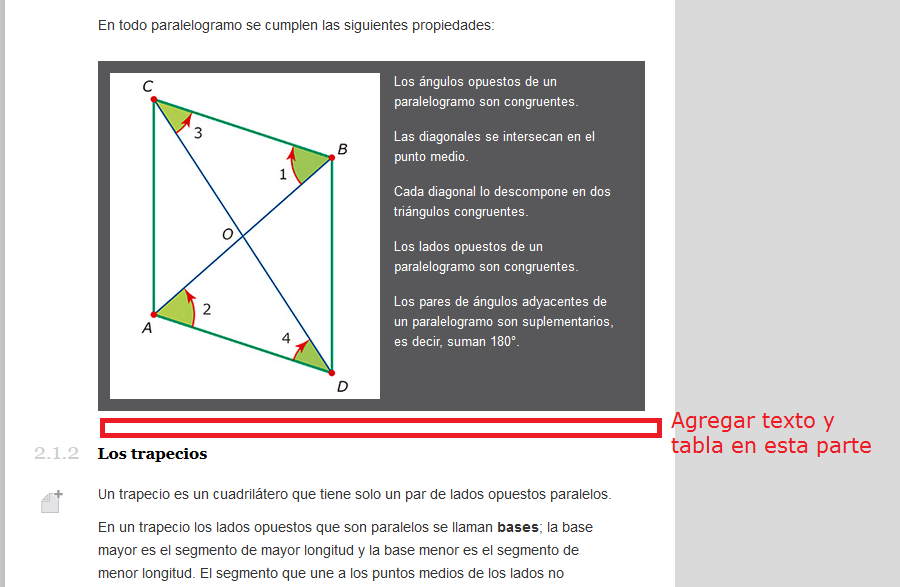 En todo paralelogramo se cumplen las siguientes propiedades:
C
3
B
1
O
2
A
4
D
Los ángulos opuestos de un
paralelogramo son congruentes.
Las diagonales se intersecan en el
punto medio.
Cada diagonal lo descompone en dos
triángulos congruentes.
Los lados opuestos de un
paralelogramo son congruentes.
Los pares de ángulos adyacentes de
un paralelogramo son suplementarios,
es decir, suman 180°.
Agregar texto y
tabla en esta parte
2.1.2 Los trapecios
Un trapecio es un cuadrilátero que tiene solo un par de lados opuestos paralelos.
En un trapecio los lados opuestos que son paralelos se llaman bases; la base
mayor es el segmento de mayor longitud y la base menor es el segmento de
menor longitud. El segmento que une a los puntos medios de los lados no